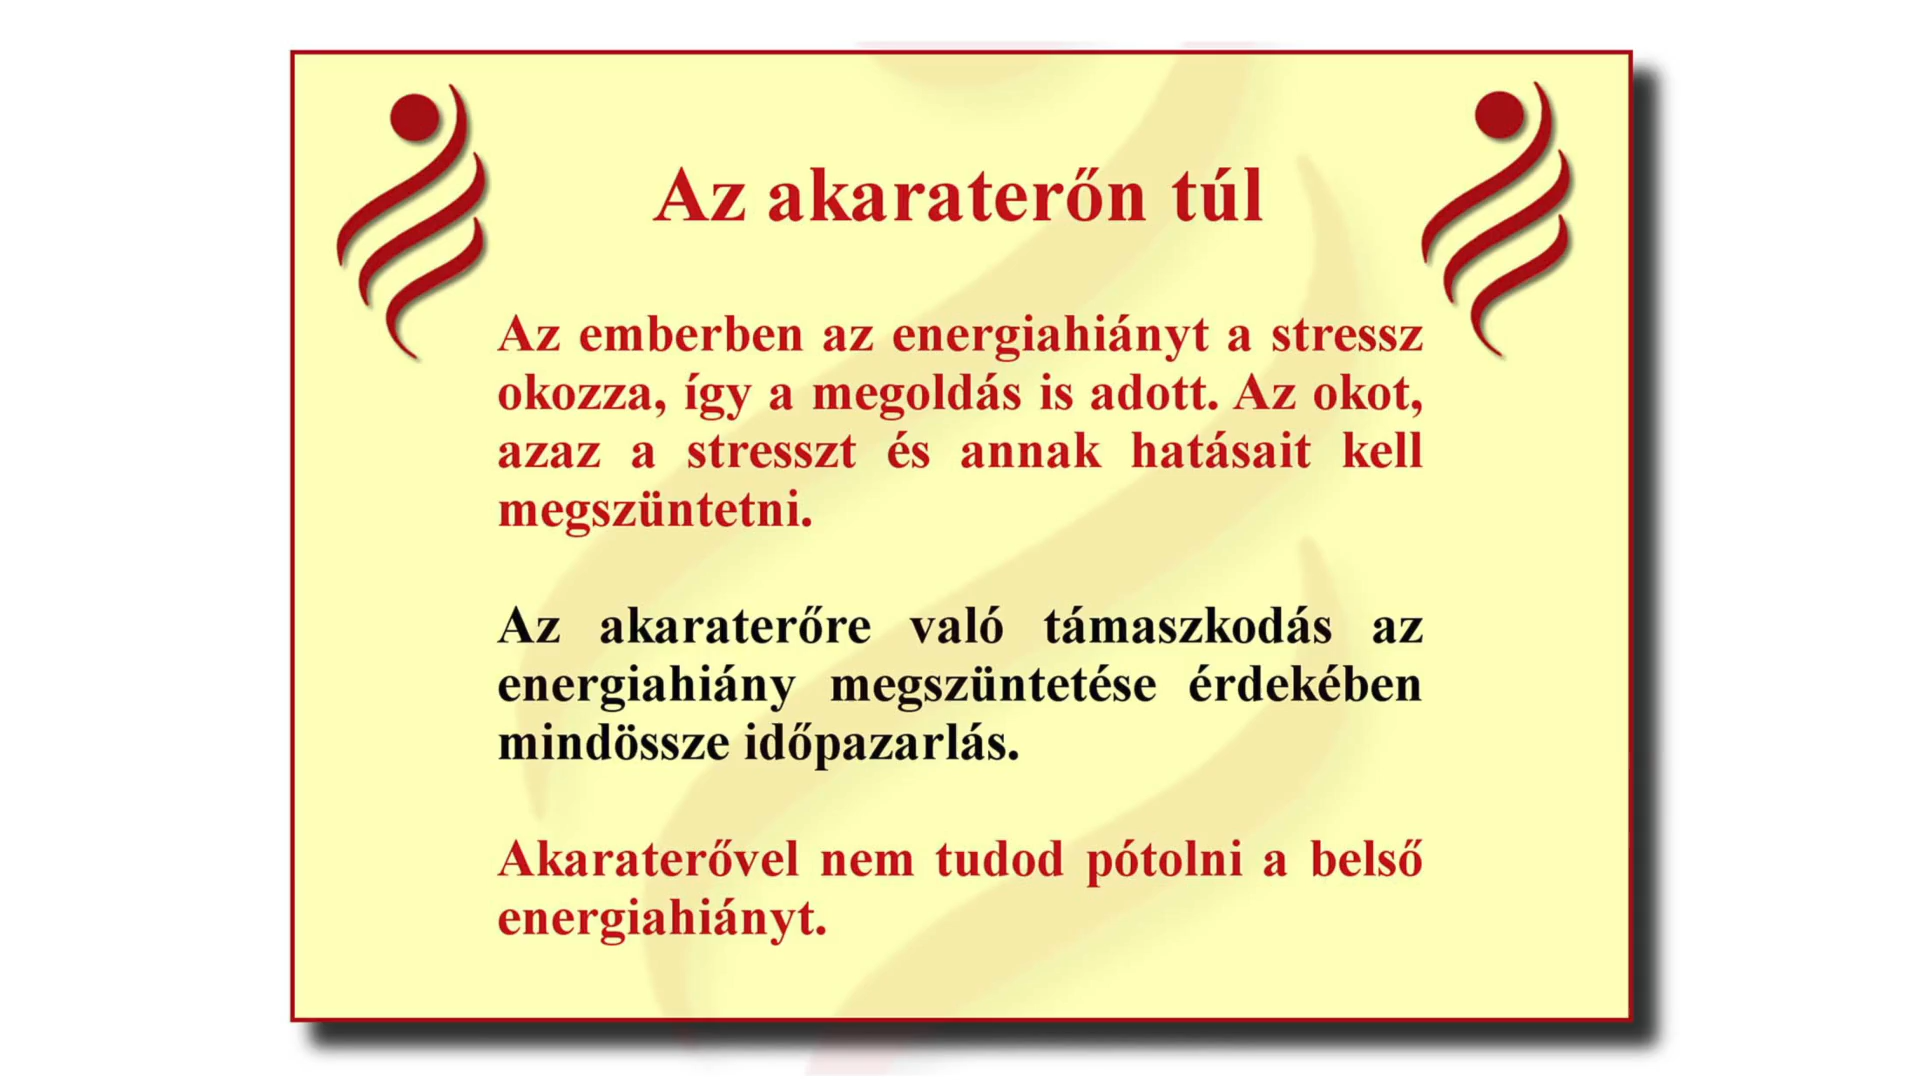 Az akaraterőn túl
Az emberben az energiahiányt a stressz
okozza, így a megoldás is adott. Az okot,
azaz a stresszt és annak hatásait kell
megszüntetni.
Az akaraterőre való támaszkodás az
energiahiány megszüntetése érdekében
mindössze időpazarlás.
Akaraterővel nem tudod pótolni a belső
energiahiányt.